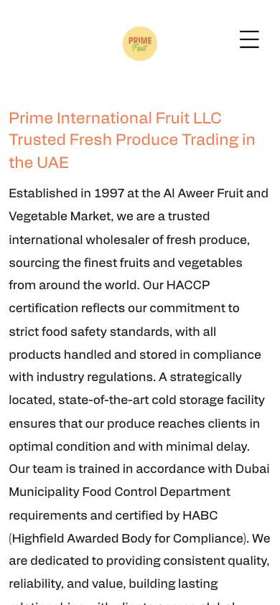 PRIME
Fruit
Prime International Fruit LLC
Trusted Fresh Produce Trading in
the UAE
Established in 1997 at the Al Aweer Fruit and
Vegetable Market, we are a trusted
international wholesaler of fresh produce,
sourcing the finest fruits and vegetables
from around the world. Our HACCP
certification reflects our commitment to
strict food safety standards, with all
products handled and stored in compliance
with industry regulations. A strategically
located, state-of-the-art cold storage facility
ensures that our produce reaches clients in
optimal condition and with minimal delay.
Our team is trained in accordance with Dubai
Municipality Food Control Department
requirements and certified by HABC
(Highfield Awarded Body for Compliance). We
are dedicated to providing consistent quality,
reliability, and value, building lasting